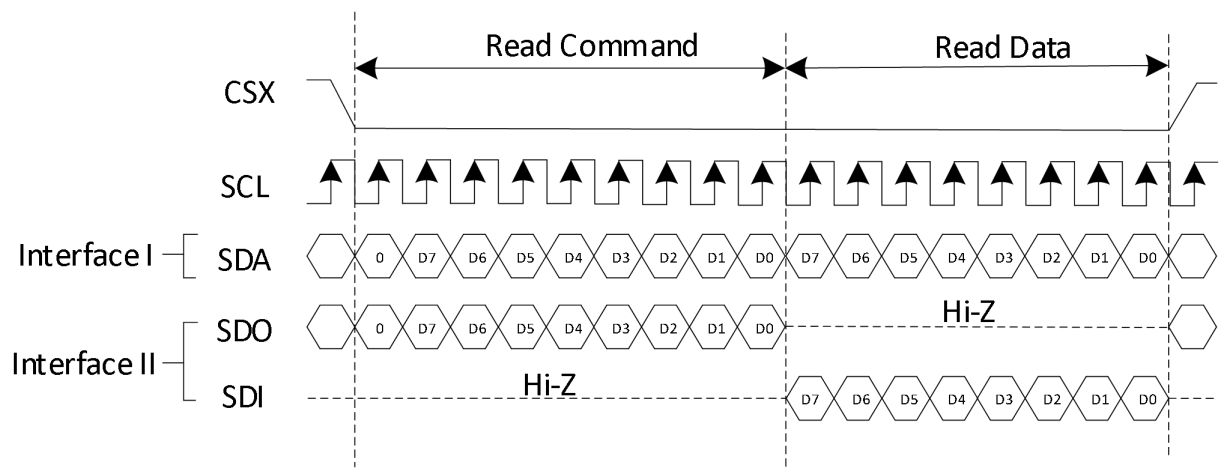 Read Command
Read Data
CSX
SCL
Interface I
SDA
0 D7 D6 D5 D4 D3 D2 D1 D0 D7 D6 D5 D4 D3 D2 D1 D0
SDO
0 D7 D6 D5 D4 D3 D2 D1 D0
Hi-Z
Interface II
SDI
Hi-Z
D7 D6 D5 D4 D3 D2 D1 D0